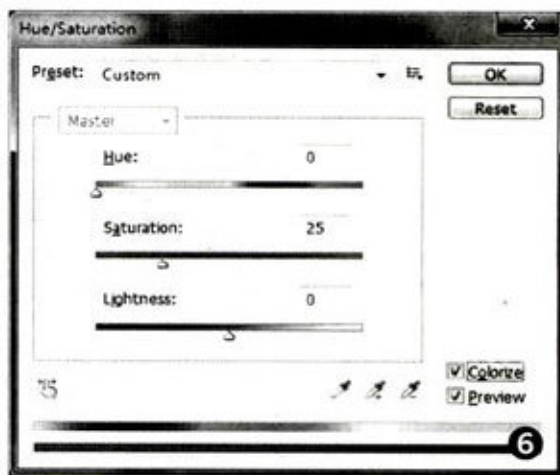 Hue/Saturation
Preset: Custom
OK
Reset
Master
Hue: 0
Saturation: 25
Lightness: 0
Colorize
Preview
6